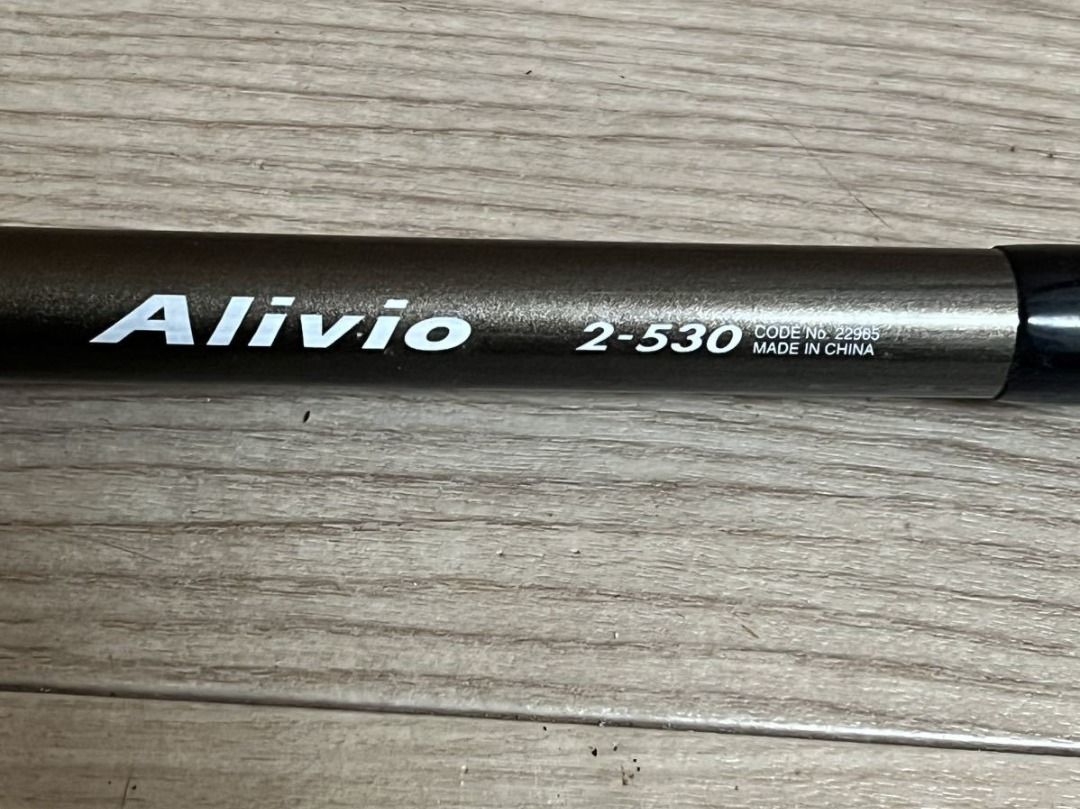 Alivio 2-530 CODE No. 22965
MADE IN CHINA